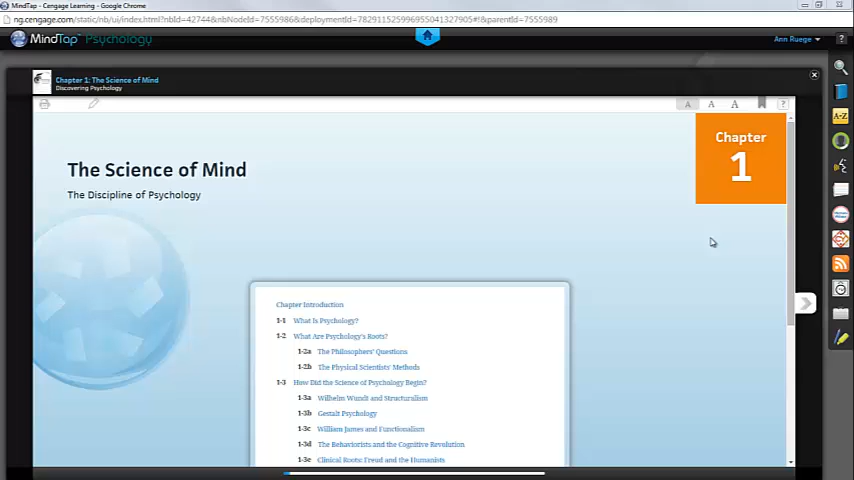 MindTap - Cengage Learning - Google Chrome
ng.cengage.com/static/nb/ui/index.html?nbId=42744&nbNodeId=7555986&deploymentId=782911525996955041327905#!&parentId=7555989
MindTap Psychology
Ann Ruege
?
Chapter 1: The Science of Mind
Discovering Psychology
A A A ?
A-Z
Chapter
1
The Science of Mind
The Discipline of Psychology
Chapter Introduction
1-1 What Is Psychology?
1-2 What Are Psychology's Roots?
1-2a The Philosophers' Questions
1-2b The Physical Scientists' Methods
1-3 How Did the Science of Psychology Begin?
1-3a Wilhelm Wundt and Structuralism
1-3b Gestalt Psychology
1-3c William James and Functionalism
1-3d The Behaviorists and the Cognitive Revolution
1-3e Clinical Roots: Freud and the Humanists